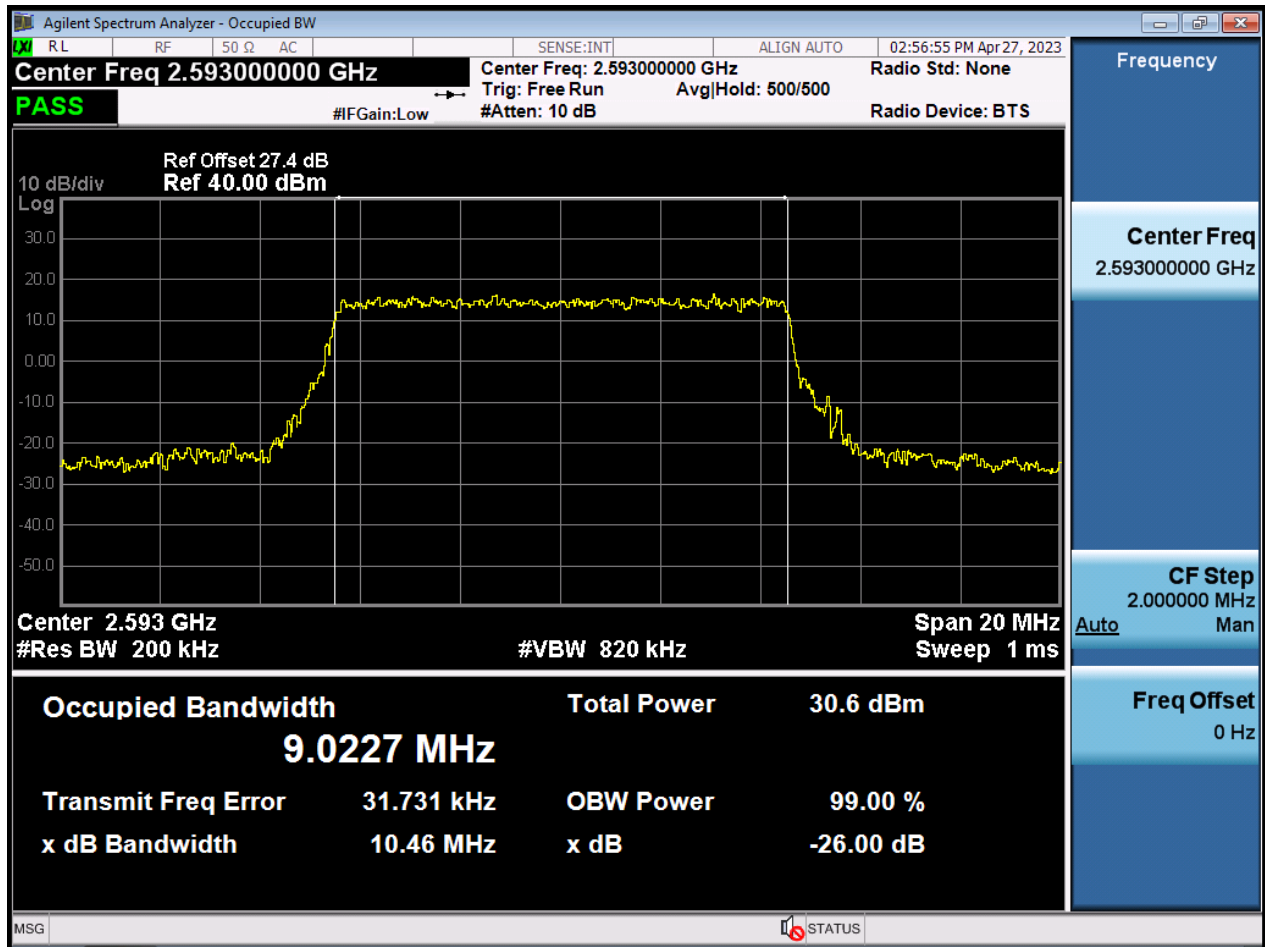 Agilent Spectrum Analyzer - Occupied BW
LXI RL RF 50 Ω AC SENSE:INT ALIGN AUTO 02:56:55 PM Apr 27, 2023
Center Freq 2.593000000 GHz
Center Freq: 2.593000000 GHz Radio Std: None
Trig: Free Run Avg|Hold: 500/500
PASS
#IFGain:Low #Atten: 10 dB Radio Device: BTS
Ref Offset 27.4 dB
10 dB/div Ref 40.00 dBm
Log
30.0
20.0
10.0
0.00
-10.0
-20.0
-30.0
-40.0
-50.0
Center 2.593 GHz Span 20 MHz
#Res BW 200 kHz #VBW 820 kHz Sweep 1 ms
Occupied Bandwidth Total Power 30.6 dBm
9.0227 MHz
Transmit Freq Error 31.731 kHz OBW Power 99.00 %
x dB Bandwidth 10.46 MHz x dB -26.00 dB
Frequency
Center Freq
2.593000000 GHz
CF Step
2.000000 MHz
Auto Man
Freq Offset
0 Hz
MSG STATUS